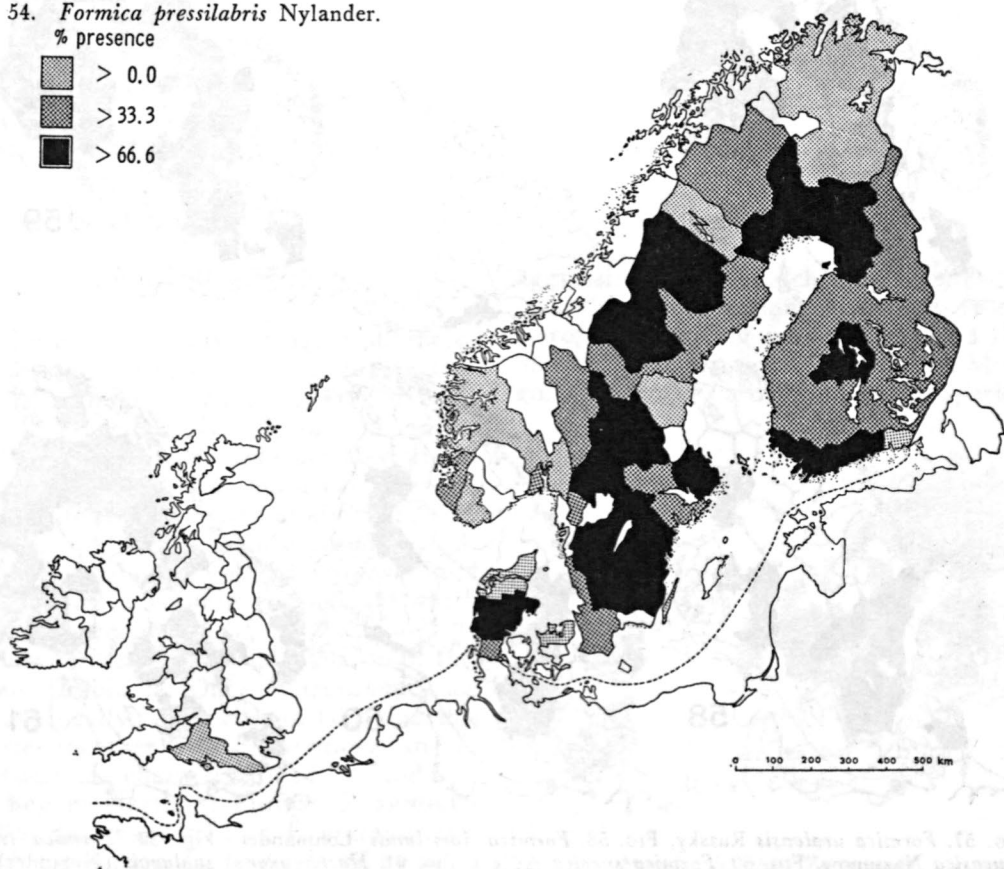 54. Formica pressilabris Nylander.
% presence
> 0.0
> 33.3
> 66.6
0 100 200 300 400 500 km